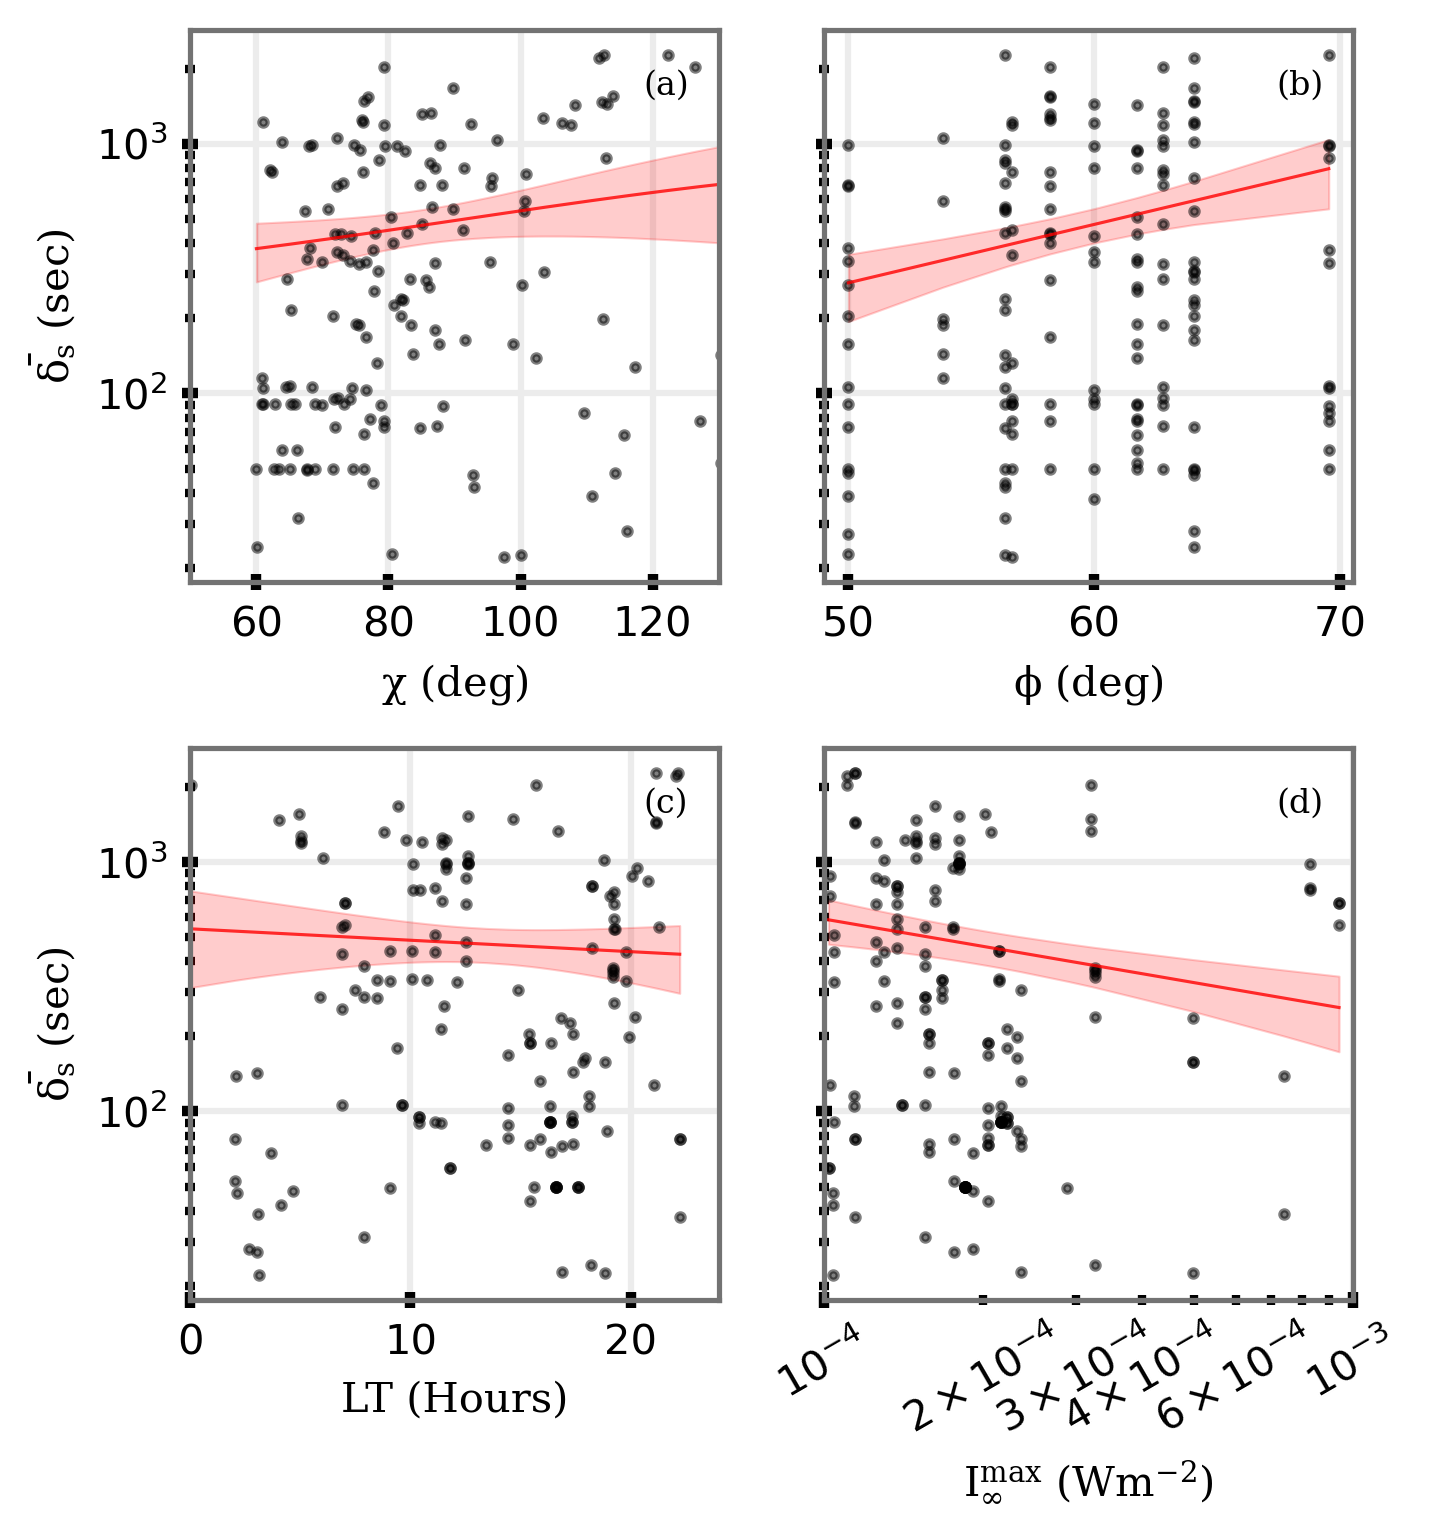 (a)
(b)
10³
10²
δ̄ₛ (sec)
60 80 100 120
50 60 70
χ (deg)
ϕ (deg)
(c)
(d)
10³
10²
δ̄ₛ (sec)
0 10 20
10⁻⁴ 2 × 10⁻⁴ 3 × 10⁻⁴ 4 × 10⁻⁴ 6 × 10⁻⁴ 10⁻³
LT (Hours)
I∞ᵐᵃˣ (Wm⁻²)